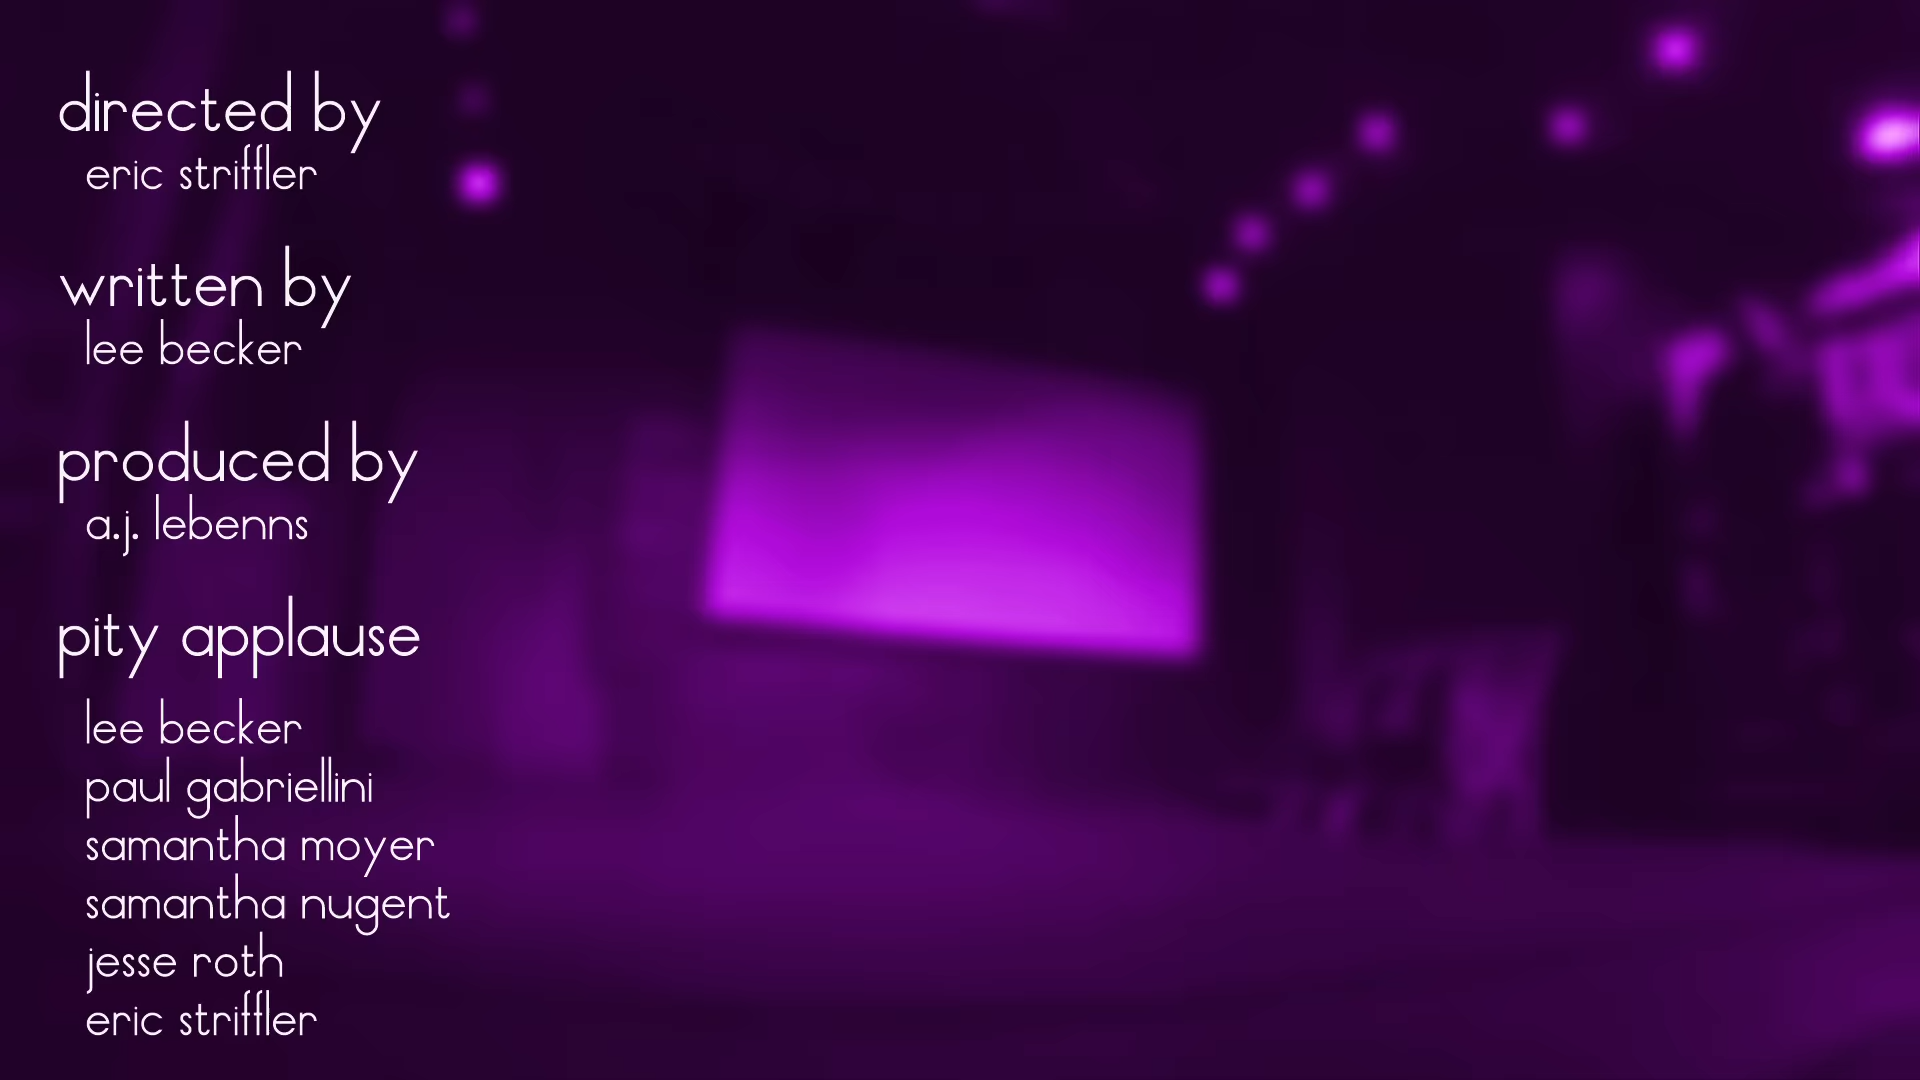 directed by
eric striffler
written by
lee becker
produced by
a.j. lebenns
pity applause
lee becker
paul gabriellini
samantha moyer
samantha nugent
jesse roth
eric striffler